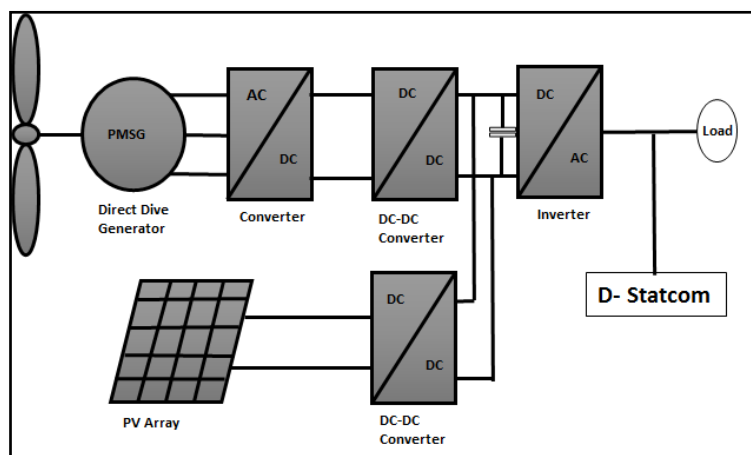 AC
DC
DC
DC
DC
AC
PMSG
Load
Direct Dive
Generator
Converter
DC-DC
Converter
Inverter
D- Statcom
DC
DC
PV Array
DC-DC
Converter